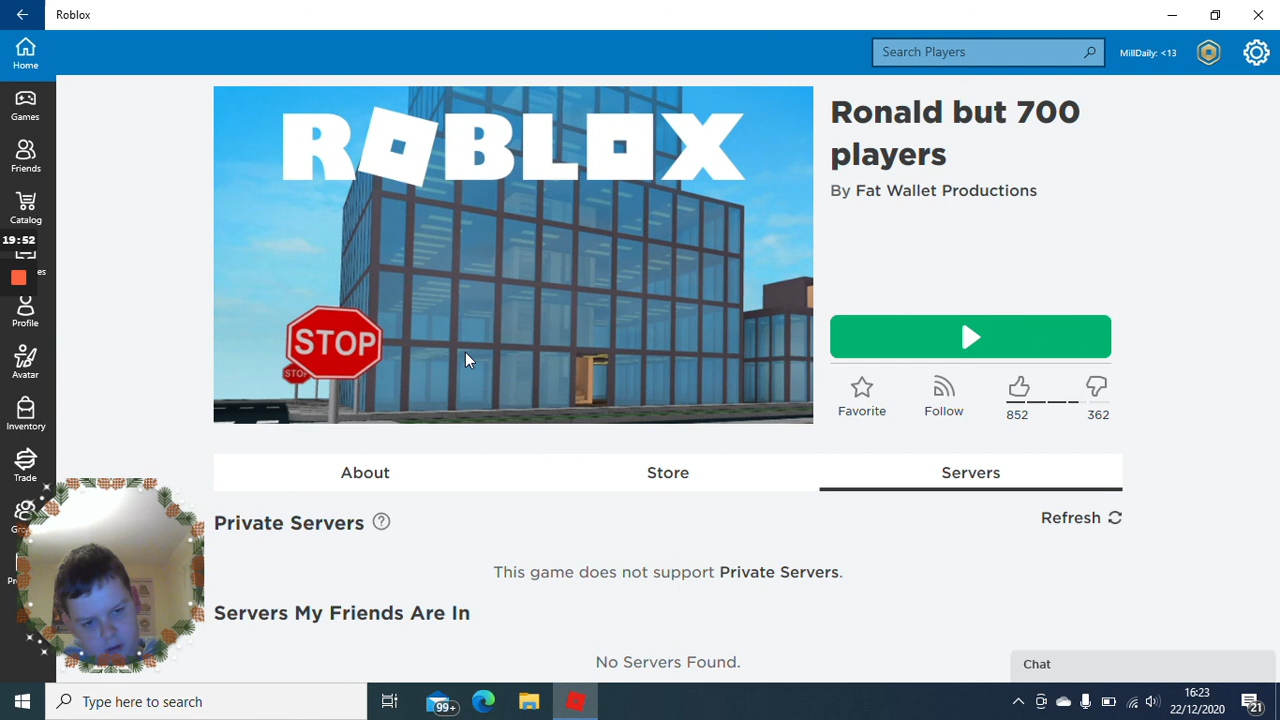 Roblox
Home
Search Players
MillDaily: <13
Games
Friends
Catalog
19:52
es
Profile
Avatar
Inventory
Trade
ROBLOX
STOP
STOP
Ronald but 700
players
By Fat Wallet Productions
Favorite
Follow
852
362
About
Store
Servers
Private Servers ?
Refresh
This game does not support Private Servers.
Servers My Friends Are In
No Servers Found.
Chat
Type here to search
99+
16:23
22/12/2020
21